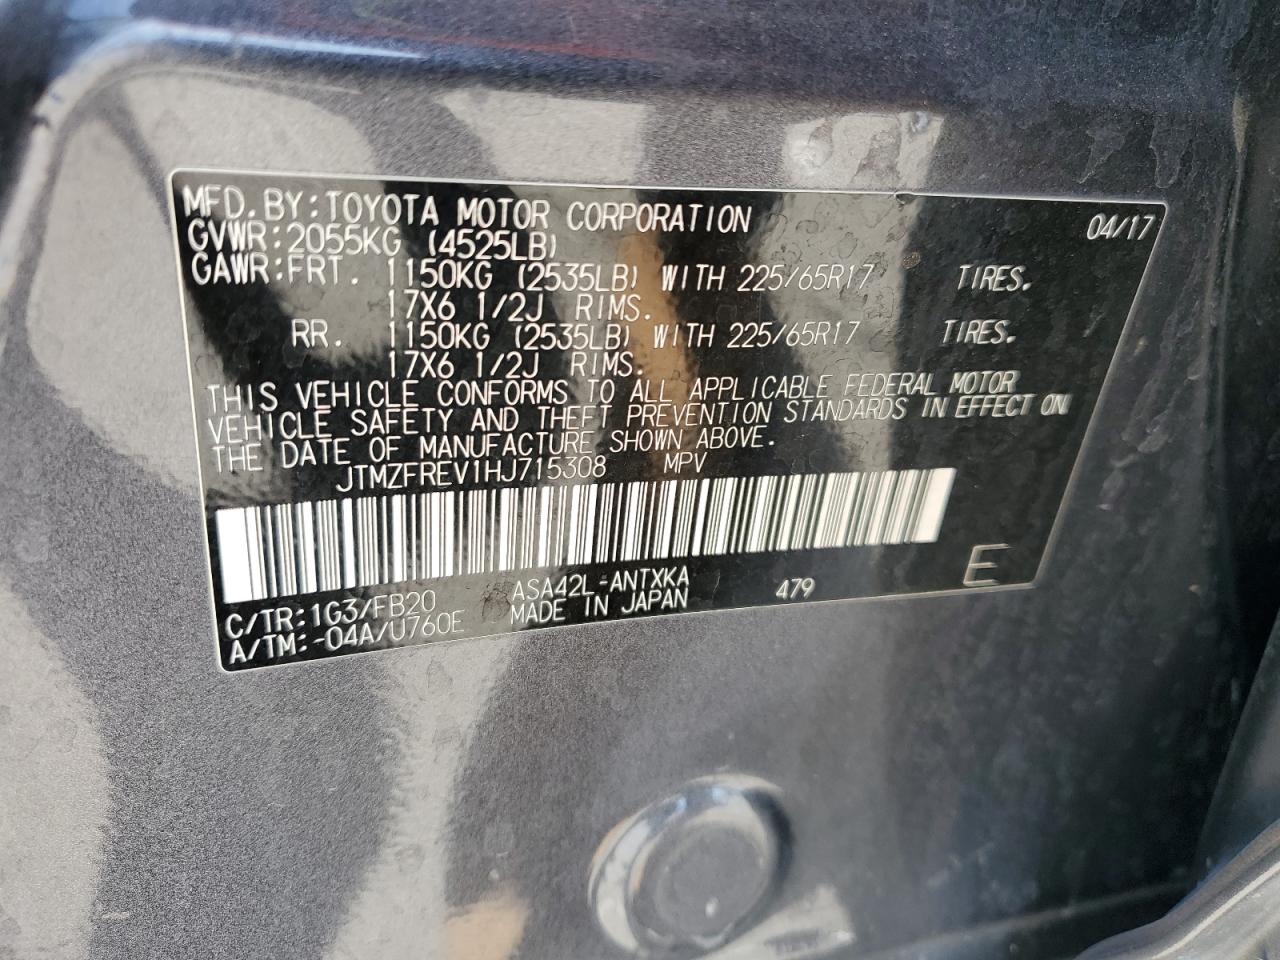 MFD. BY: TOYOTA MOTOR CORPORATION 04/17
GVWR: 2055KG (4525LB)
GAWR: FRT. 1150KG (2535LB) WITH 225/65R17 TIRES.
17X6 1/2J RIMS.
RR. 1150KG (2535LB) WITH 225/65R17 TIRES.
17X6 1/2J RIMS.
THIS VEHICLE CONFORMS TO ALL APPLICABLE FEDERAL MOTOR
VEHICLE SAFETY AND THEFT PREVENTION STANDARDS IN EFFECT ON
THE DATE OF MANUFACTURE SHOWN ABOVE.
JTMZFREV1HJ715308 MPV
C/TR: 1G3/FB20 ASA42L-ANTXKA 479 E
A/TM: -04A/U760E MADE IN JAPAN